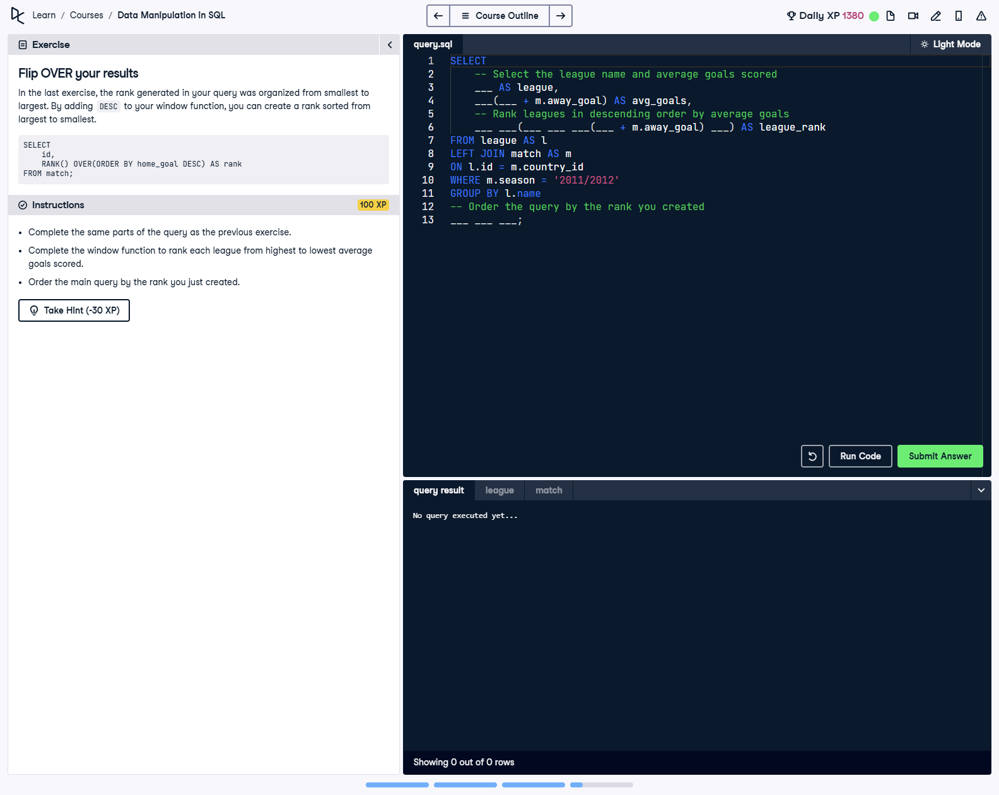 Learn / Courses / Data Manipulation in SQL
Course Outline
Daily XP 1380
Exercise
Flip OVER your results
In the last exercise, the rank generated in your query was organized from smallest to
largest. By adding DESC to your window function, you can create a rank sorted from
largest to smallest.
SELECT
    id,
    RANK() OVER(ORDER BY home_goal DESC) AS rank
FROM match;
Instructions
100 XP
• Complete the same parts of the query as the previous exercise.
• Complete the window function to rank each league from highest to lowest average
goals scored.
• Order the main query by the rank you just created.
Take Hint (-30 XP)
query.sql
Light Mode
1 SELECT
2     -- Select the league name and average goals scored
3     ___ AS league,
4     ___(___ + m.away_goal) AS avg_goals,
5     -- Rank leagues in descending order by average goals
6     ___ ___(___ ___ ___(___ + m.away_goal) ___) AS league_rank
7 FROM league AS l
8 LEFT JOIN match AS m
9 ON l.id = m.country_id
10 WHERE m.season = '2011/2012'
11 GROUP BY l.name
12 -- Order the query by the rank you created
13 ___ ___ ___;
Run Code
Submit Answer
query result
league
match
No query executed yet...
Showing 0 out of 0 rows